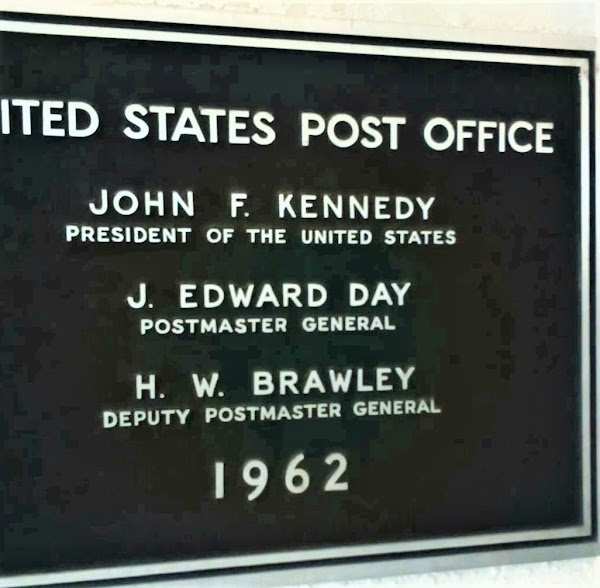 ITED STATES POST OFFICE
JOHN F. KENNEDY
PRESIDENT OF THE UNITED STATES
J. EDWARD DAY
POSTMASTER GENERAL
H. W. BRAWLEY
DEPUTY POSTMASTER GENERAL
1962